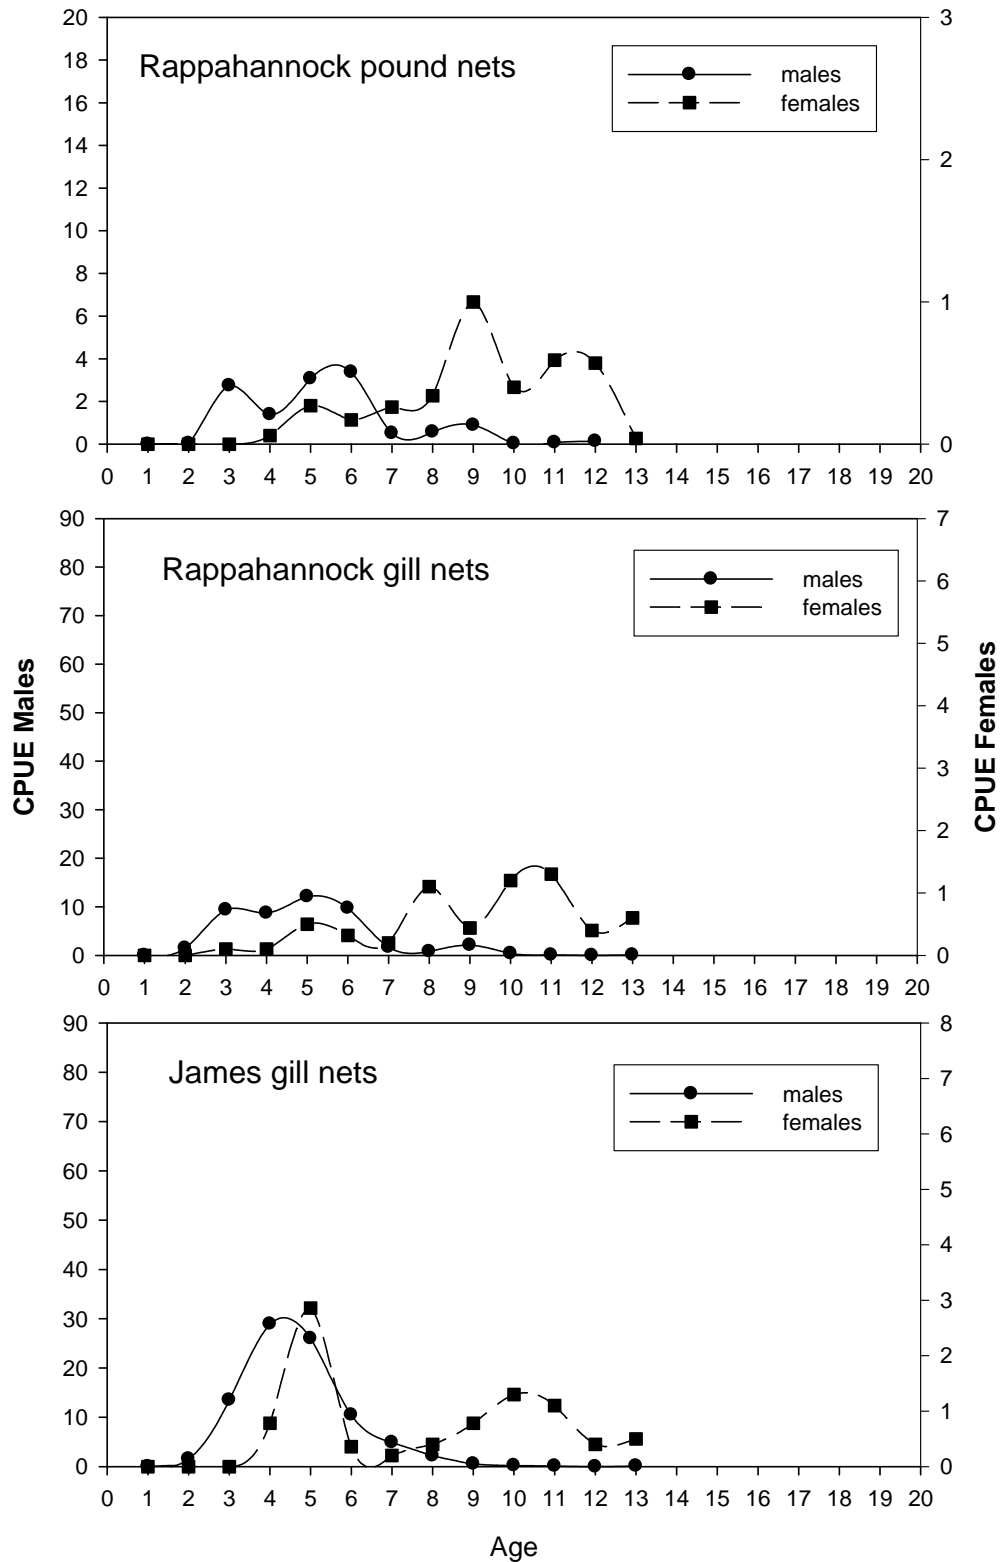 20 3
Rappahannock pound nets
males
females
18
16
14 2
12
10
8
6 1
4
2
0 0
0 1 2 3 4 5 6 7 8 9 10 11 12 13 14 15 16 17 18 19 20
90 7
Rappahannock gill nets
males
females
80 6
70
60 5
50 4
40 3
30
20 2
10 1
0 0
0 1 2 3 4 5 6 7 8 9 10 11 12 13 14 15 16 17 18 19 20
CPUE Males
CPUE Females
90 8
James gill nets
males
females
80 7
70 6
60 5
50
40 4
30 3
20 2
10 1
0 0
0 1 2 3 4 5 6 7 8 9 10 11 12 13 14 15 16 17 18 19 20
Age